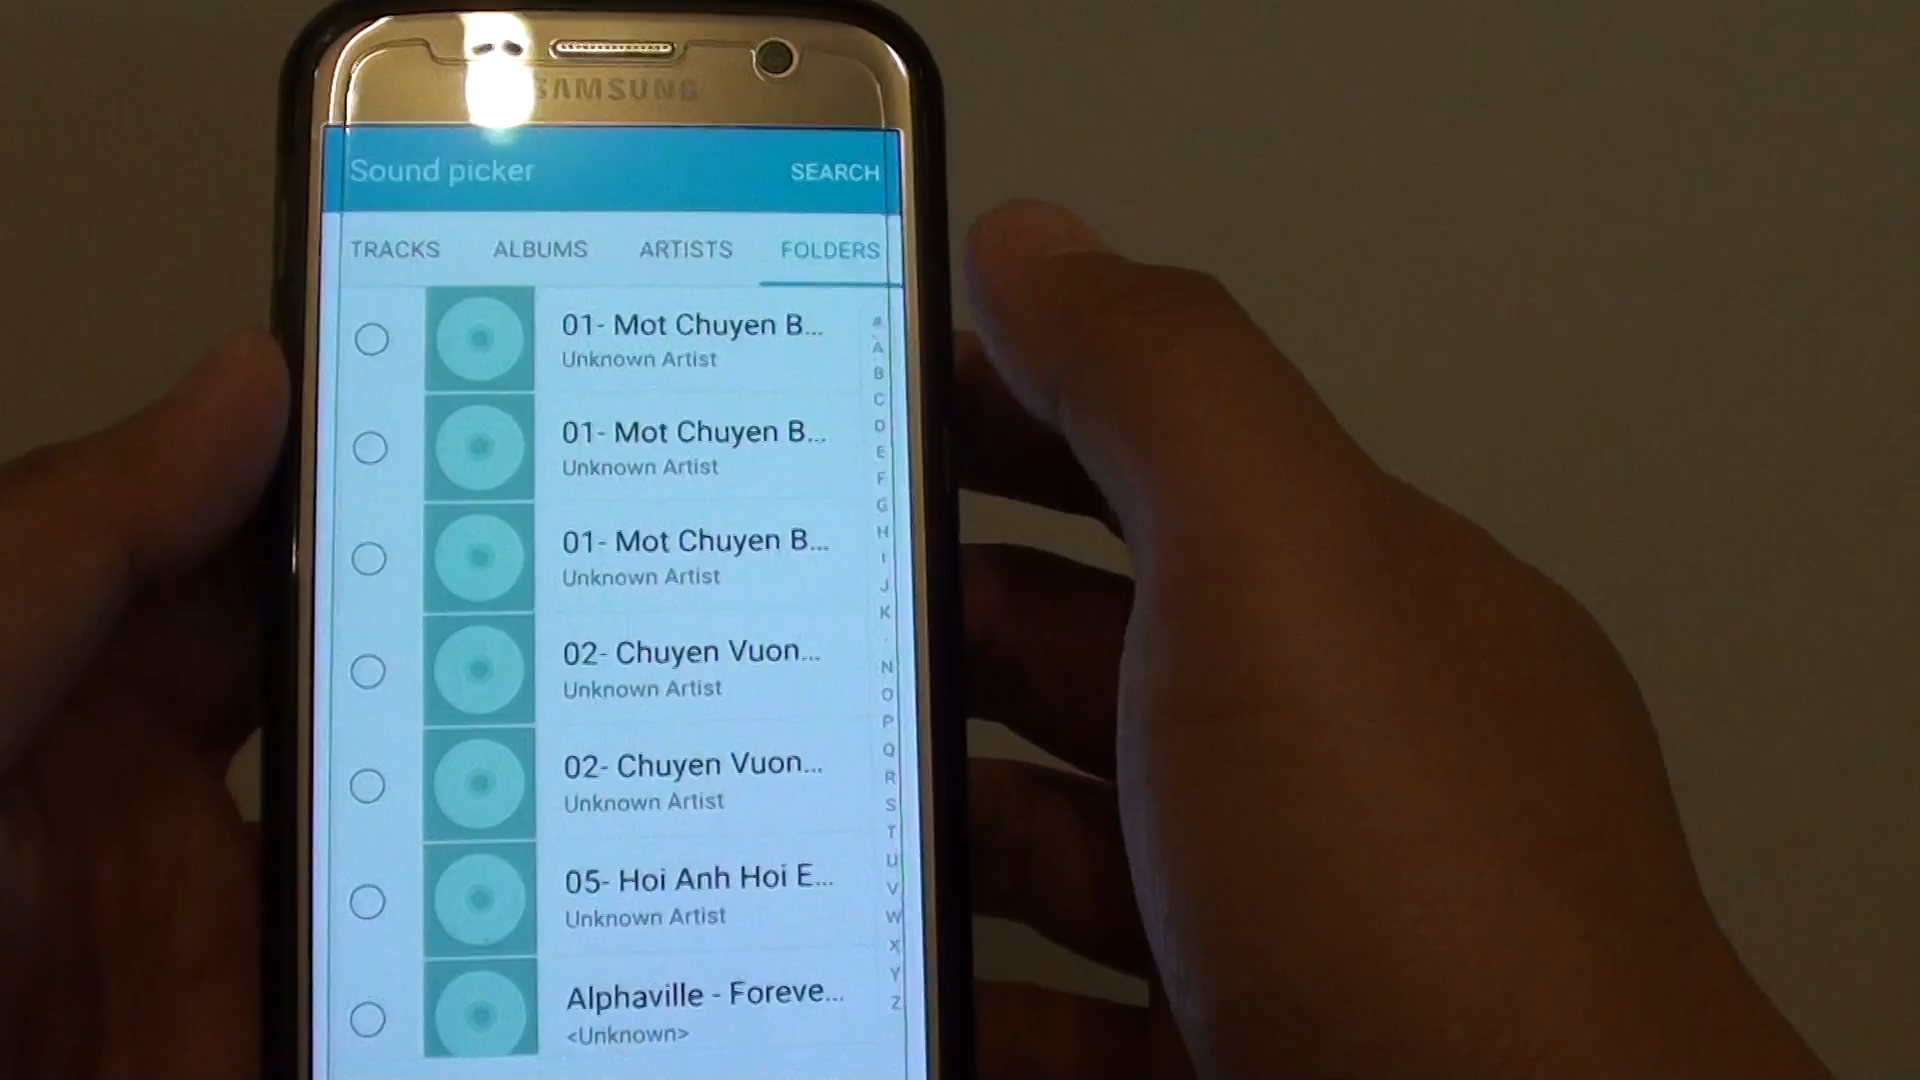 SAMSUNG
Sound picker
SEARCH
TRACKS
ALBUMS
ARTISTS
FOLDERS
01- Mot Chuyen B...
Unknown Artist
01- Mot Chuyen B...
Unknown Artist
01- Mot Chuyen B...
Unknown Artist
02- Chuyen Vuon...
Unknown Artist
02- Chuyen Vuon...
Unknown Artist
05- Hoi Anh Hoi E...
Unknown Artist
Alphaville - Foreve...
<Unknown>
#
A
B
C
D
E
F
G
H
I
J
K
N
O
P
Q
R
S
T
U
V
W
X
Y
Z